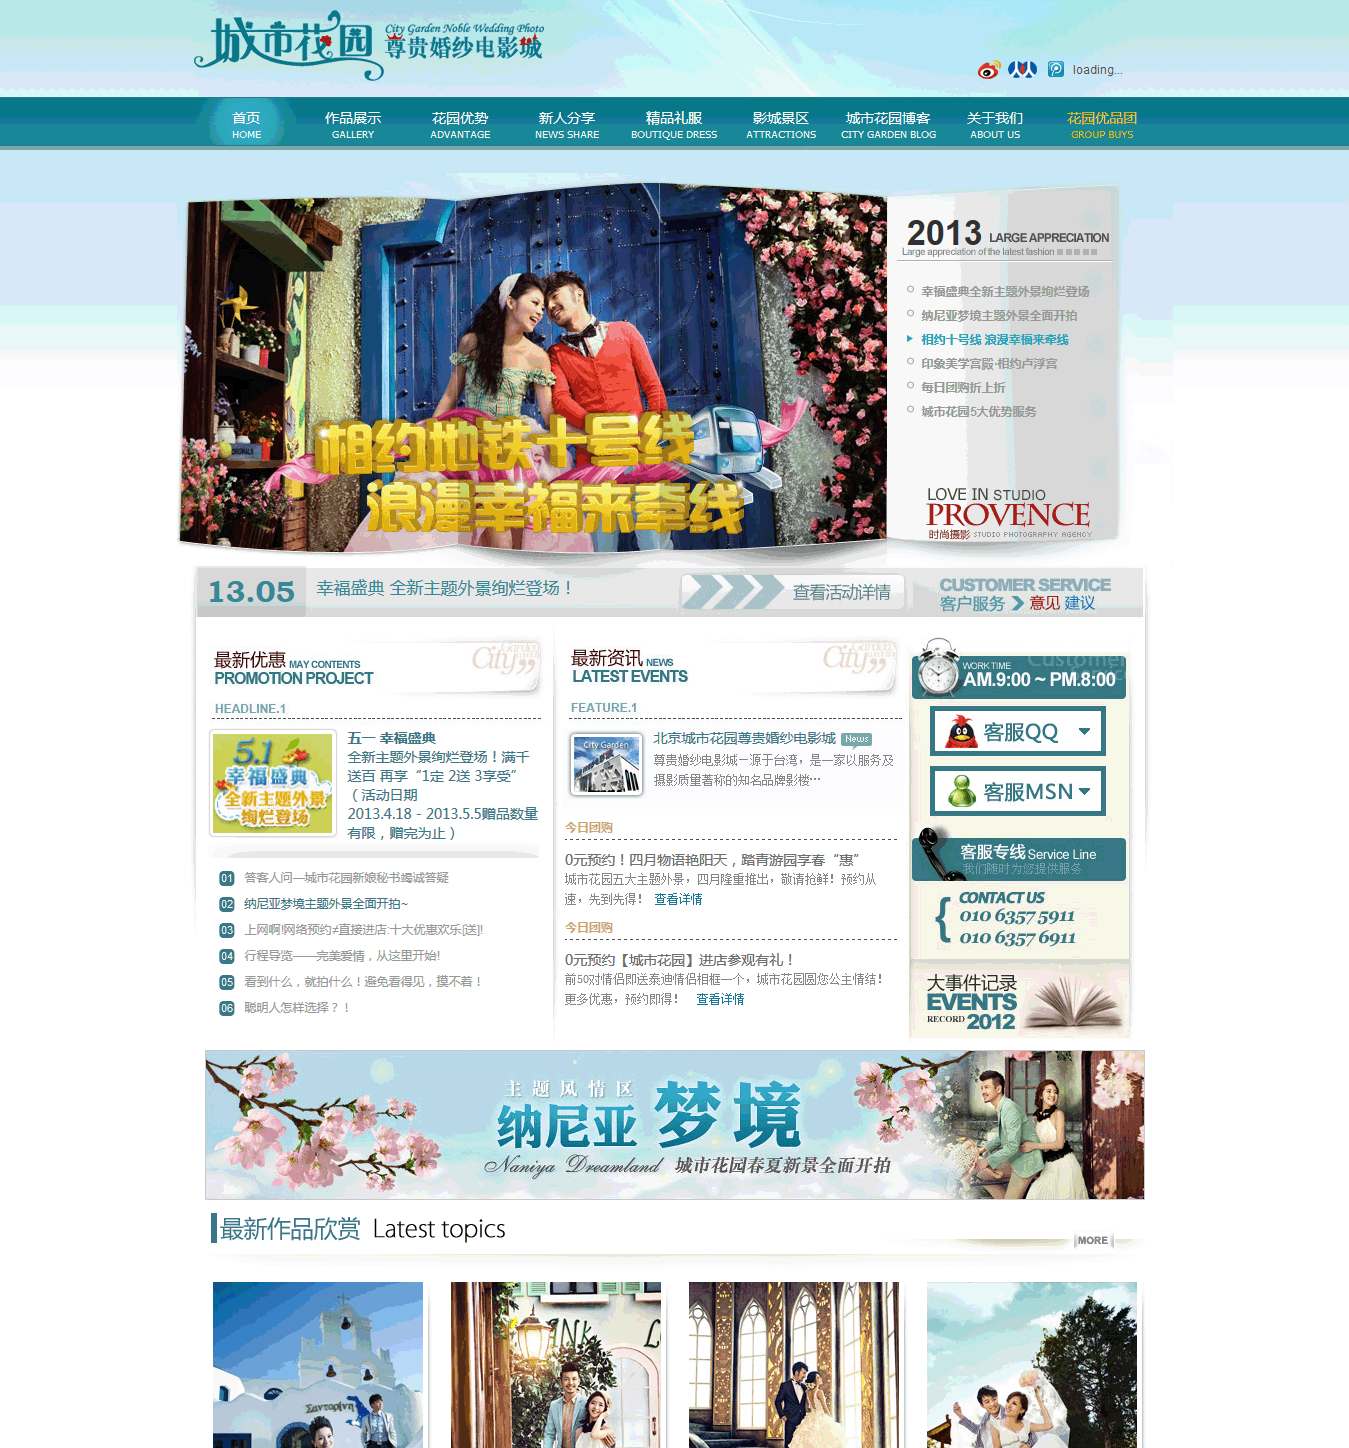 城市花园 City Garden Noble Wedding Photo
尊贵婚纱电影城
loading...
首页 作品展示 花园优势 新人分享 精品礼服 影城景区 城市花园博客 关于我们 花园优品团
HOME GALLERY ADVANTAGE NEWS SHARE BOUTIQUE DRESS ATTRACTIONS CITY GARDEN BLOG ABOUT US GROUP BUYS
2013 LARGE APPRECIATION
Large appreciation of the latest fashion
幸福盛典全新主题外景绚烂登场
纳尼亚梦境主题外景全面开拍
相约十号线 浪漫幸福来牵线
印象美学宫殿·相约卢浮宫
每日团购折上折
城市花园5大优势服务
相约地铁十号线
浪漫幸福来牵线
LOVE IN STUDIO
PROVENCE
时尚摄影 STUDIO PHOTOGRAPHY AGENCY
13.05 幸福盛典 全新主题外景绚烂登场！
查看活动详情
CUSTOMER SERVICE
客户服务 意见 建议
最新优惠 MAY CONTENTS
PROMOTION PROJECT
HEADLINE.1
5.1
幸福盛典
全新主题外景
绚烂登场
五一 幸福盛典
全新主题外景绚烂登场！满千
送百 再享“1定 2送 3享受”
（活动日期
2013.4.18 - 2013.5.5赠品数量
有限，赠完为止）
01 答客人问—城市花园新娘秘书竭诚答疑
02 纳尼亚梦境主题外景全面开拍~
03 上网啊!网络预约≠直接进店:十大优惠欢乐[送]!
04 行程导览——完美爱情，从这里开始!
05 看到什么，就拍什么！避免看得见，摸不着！
06 聪明人怎样选择？！
最新资讯 NEWS
LATEST EVENTS
FEATURE.1
City Garden
北京城市花园尊贵婚纱电影城 News
尊贵婚纱电影城—源于台湾，是一家以服务及
摄影质量著称的知名品牌影楼…
今日团购
0元预约！四月物语艳阳天，踏青游园享春“惠”
城市花园五大主题外景，四月隆重推出，敬请抢鲜！预约从
速，先到先得！ 查看详情
今日团购
0元预约【城市花园】进店参观有礼！
前50对情侣即送泰迪情侣相框一个，城市花园圆您公主情结！
更多优惠，预约即得！ 查看详情
WORK TIME
AM.9:00 ~ PM.8:00
客服QQ
客服MSN
客服专线 Service Line
我们随时为您提供服务
CONTACT US
010 6357 5911
010 6357 6911
大事件记录
EVENTS
RECORD 2012
主题风情区
纳尼亚 梦境
Naniya Dreamland 城市花园春夏新景全面开拍
最新作品欣赏 Latest topics
MORE
Σαντορίνη